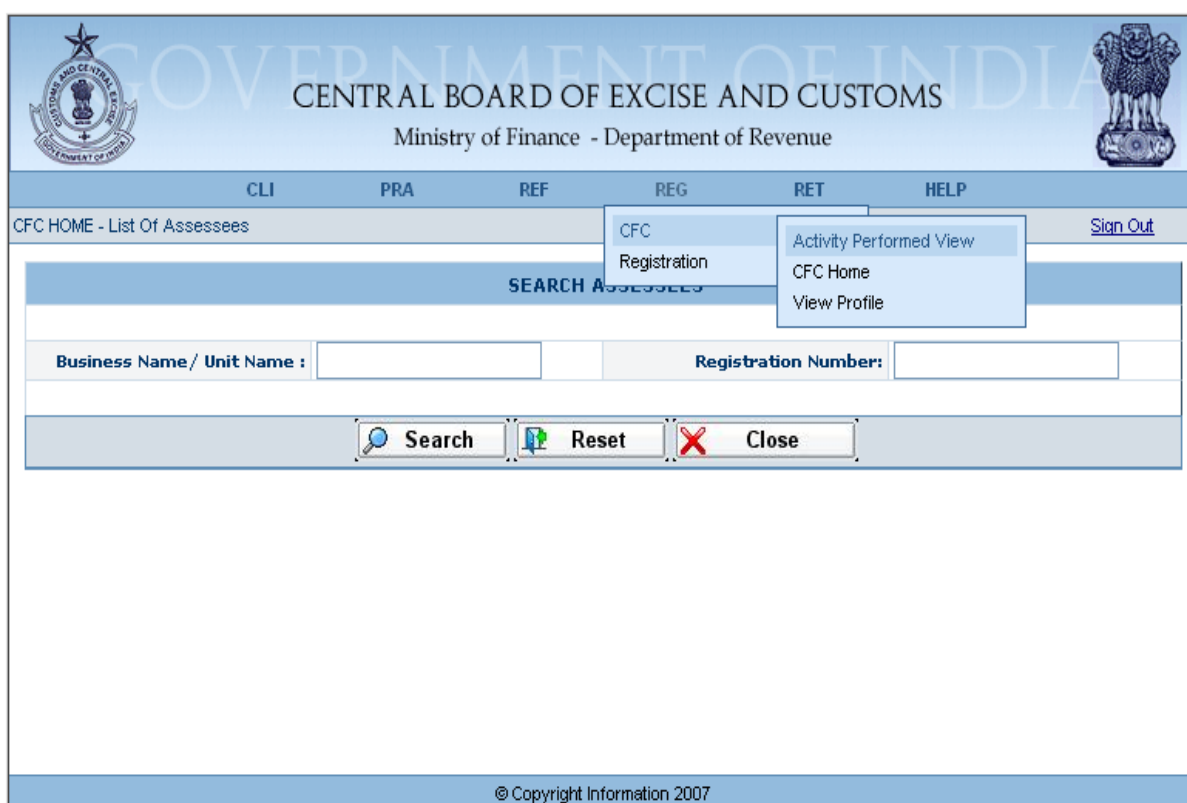 GOVERNMENT OF INDIA
CENTRAL BOARD OF EXCISE AND CUSTOMS
Ministry of Finance - Department of Revenue
CLI PRA REF REG RET HELP
CFC HOME - List Of Assessees
Sign Out
CFC
Registration
Activity Performed View
CFC Home
View Profile
SEARCH ASSESSEES
Business Name/ Unit Name :
Registration Number:
Search Reset Close
© Copyright Information 2007